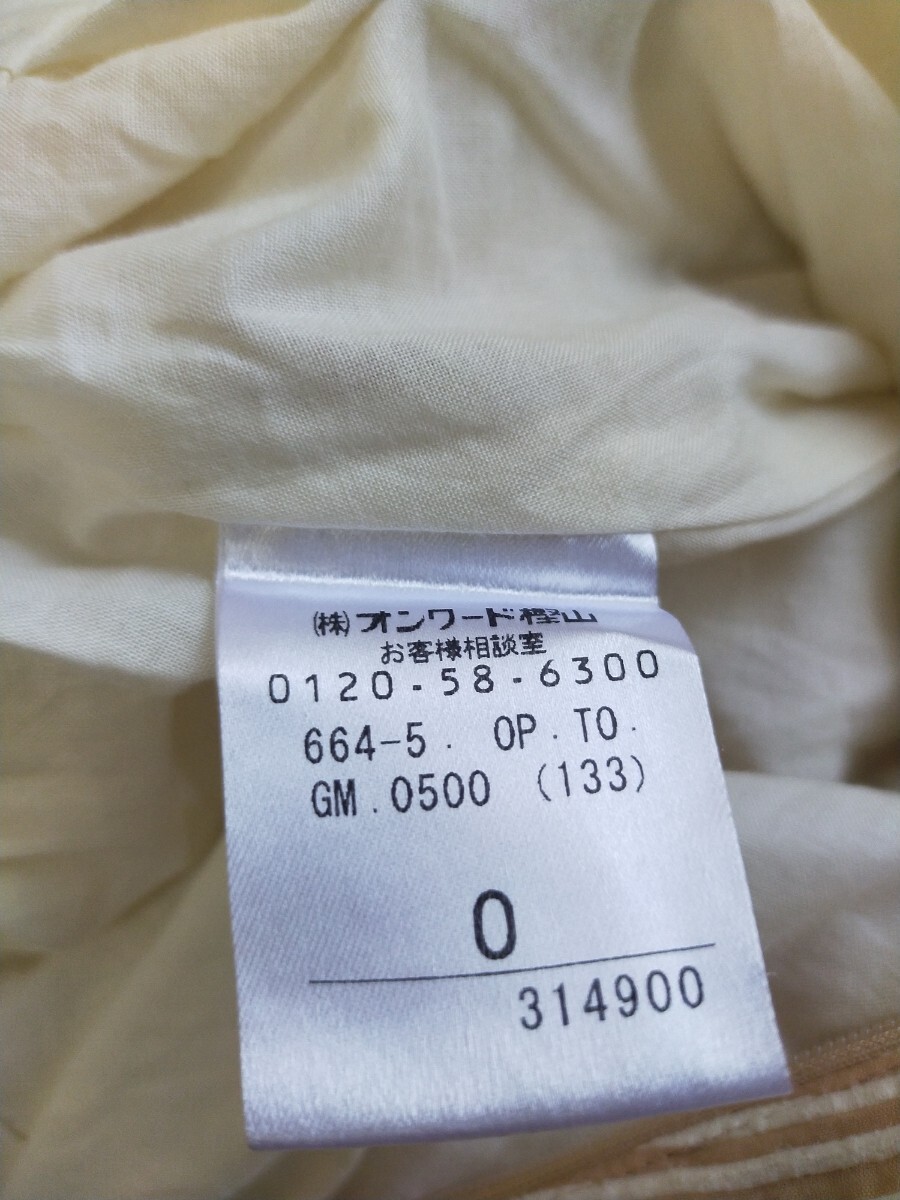 ㈱オンワード樫山
お客様相談室
0120-58-6300
664-5. OP.TO.
GM.0500 (133)
0
314900